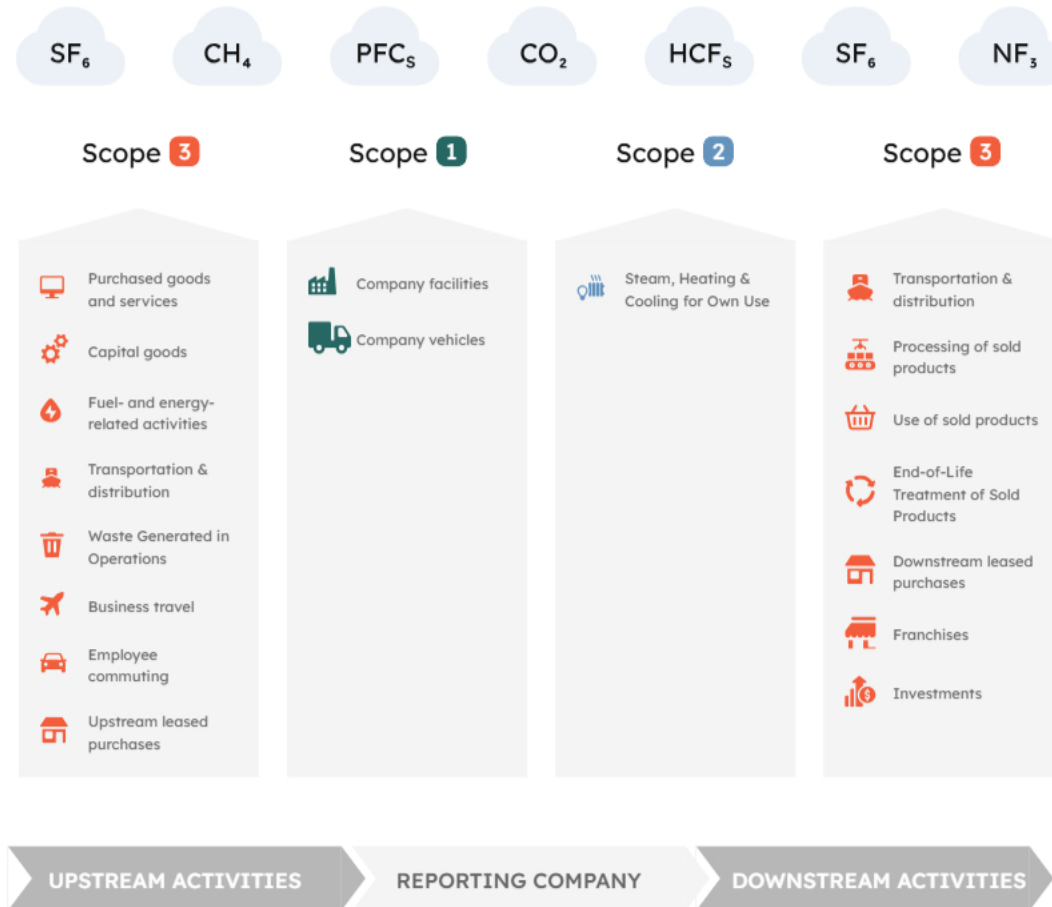 SF₆
CH₄
PFCₛ
CO₂
HCFₛ
SF₆
NF₃
Scope 3
Scope 1
Scope 2
Scope 3
Purchased goods
and services
Capital goods
Fuel- and energy-
related activities
Transportation &
distribution
Waste Generated in
Operations
Business travel
Employee
commuting
Upstream leased
purchases
Company facilities
Company vehicles
Steam, Heating &
Cooling for Own Use
Transportation &
distribution
Processing of sold
products
Use of sold products
End-of-Life
Treatment of Sold
Products
Downstream leased
purchases
Franchises
Investments
UPSTREAM ACTIVITIES
REPORTING COMPANY
DOWNSTREAM ACTIVITIES